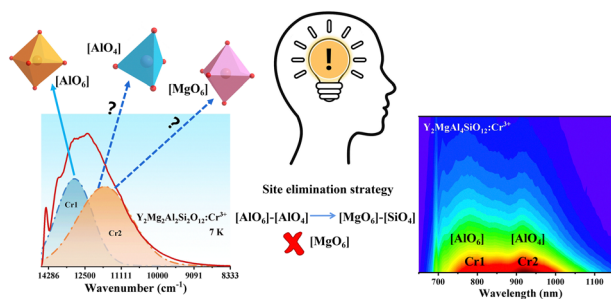 [AlO6]
[AlO4]
[MgO6]
?
?
Cr1
Cr2
Y2Mg2Al2Si2O12:Cr3+
7 K
14286 12500 11111 10000 9091 8333
Wavenumber (cm-1)
!
Site elimination strategy
[AlO6]-[AlO4] → [MgO6]-[SiO4]
✗ [MgO6]
Y2MgAl4SiO12:Cr3+
[AlO6] [AlO4]
Cr1 Cr2
700 800 900 1000 1100
Wavelength (nm)